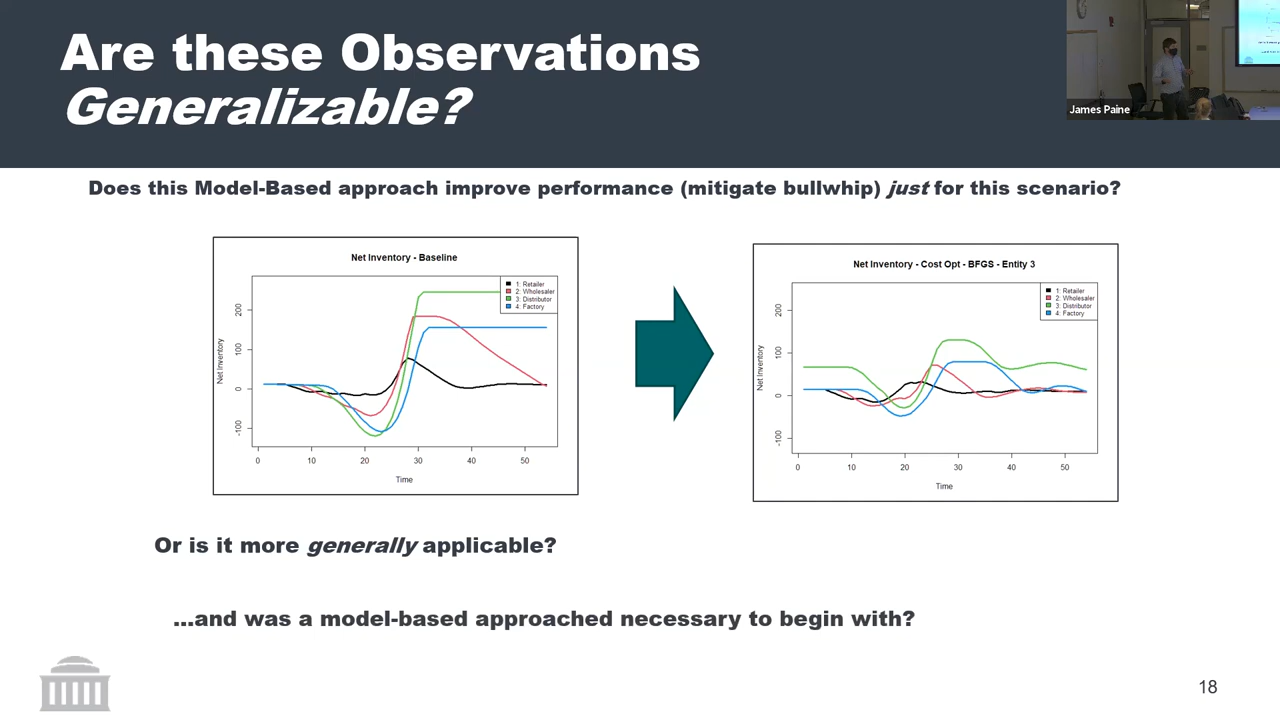 Are these Observations
Generalizable?
James Paine
Does this Model-Based approach improve performance (mitigate bullwhip) just for this scenario?
Net Inventory - Baseline
1: Retailer
2: Wholesaler
3: Distributor
4: Factory
Net Inventory
200
100
0
-100
0 10 20 30 40 50
Time
Net Inventory - Cost Opt - BFGS - Entity 3
1: Retailer
2: Wholesaler
3: Distributor
4: Factory
Net Inventory
200
100
0
-100
0 10 20 30 40 50
Time
Or is it more generally applicable?
...and was a model-based approached necessary to begin with?
18